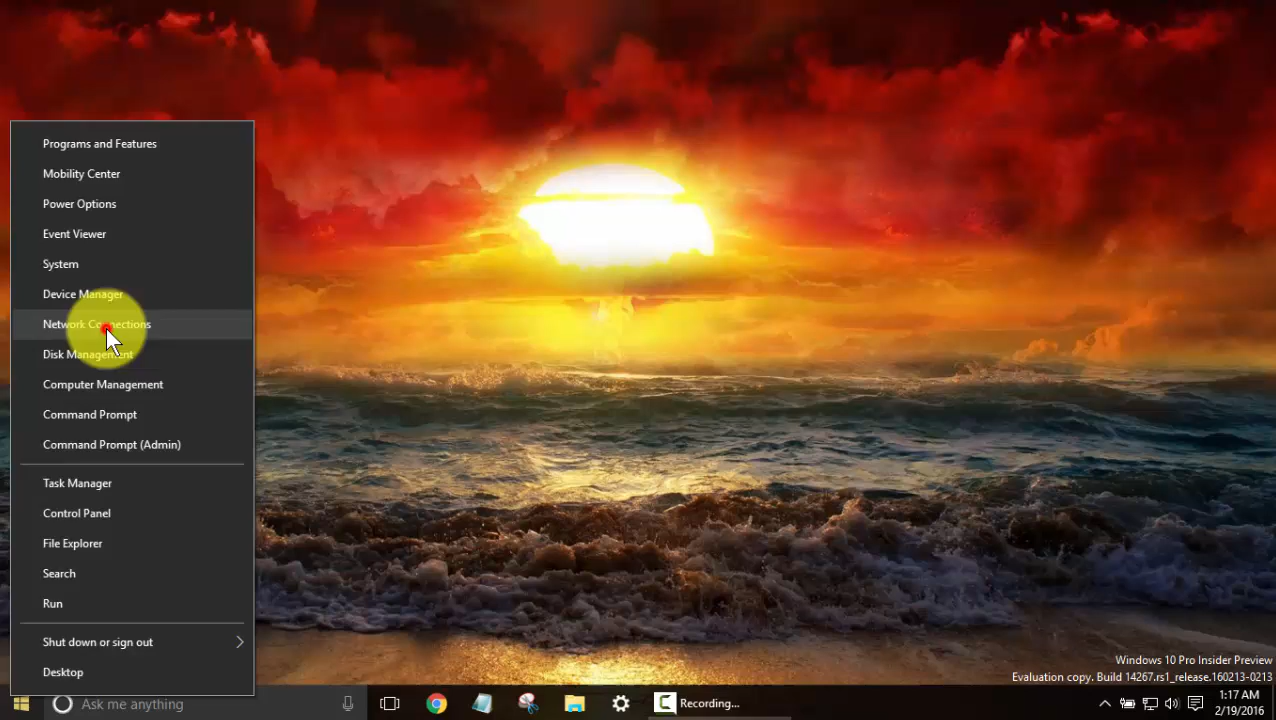 Programs and Features
Mobility Center
Power Options
Event Viewer
System
Device Manager
Network Connections
Disk Management
Computer Management
Command Prompt
Command Prompt (Admin)
Task Manager
Control Panel
File Explorer
Search
Run
Shut down or sign out
Desktop
Windows 10 Pro Insider Preview
Evaluation copy. Build 14267.rs1_release.160213-0213
Ask me anything
Recording...
1:17 AM
2/19/2016